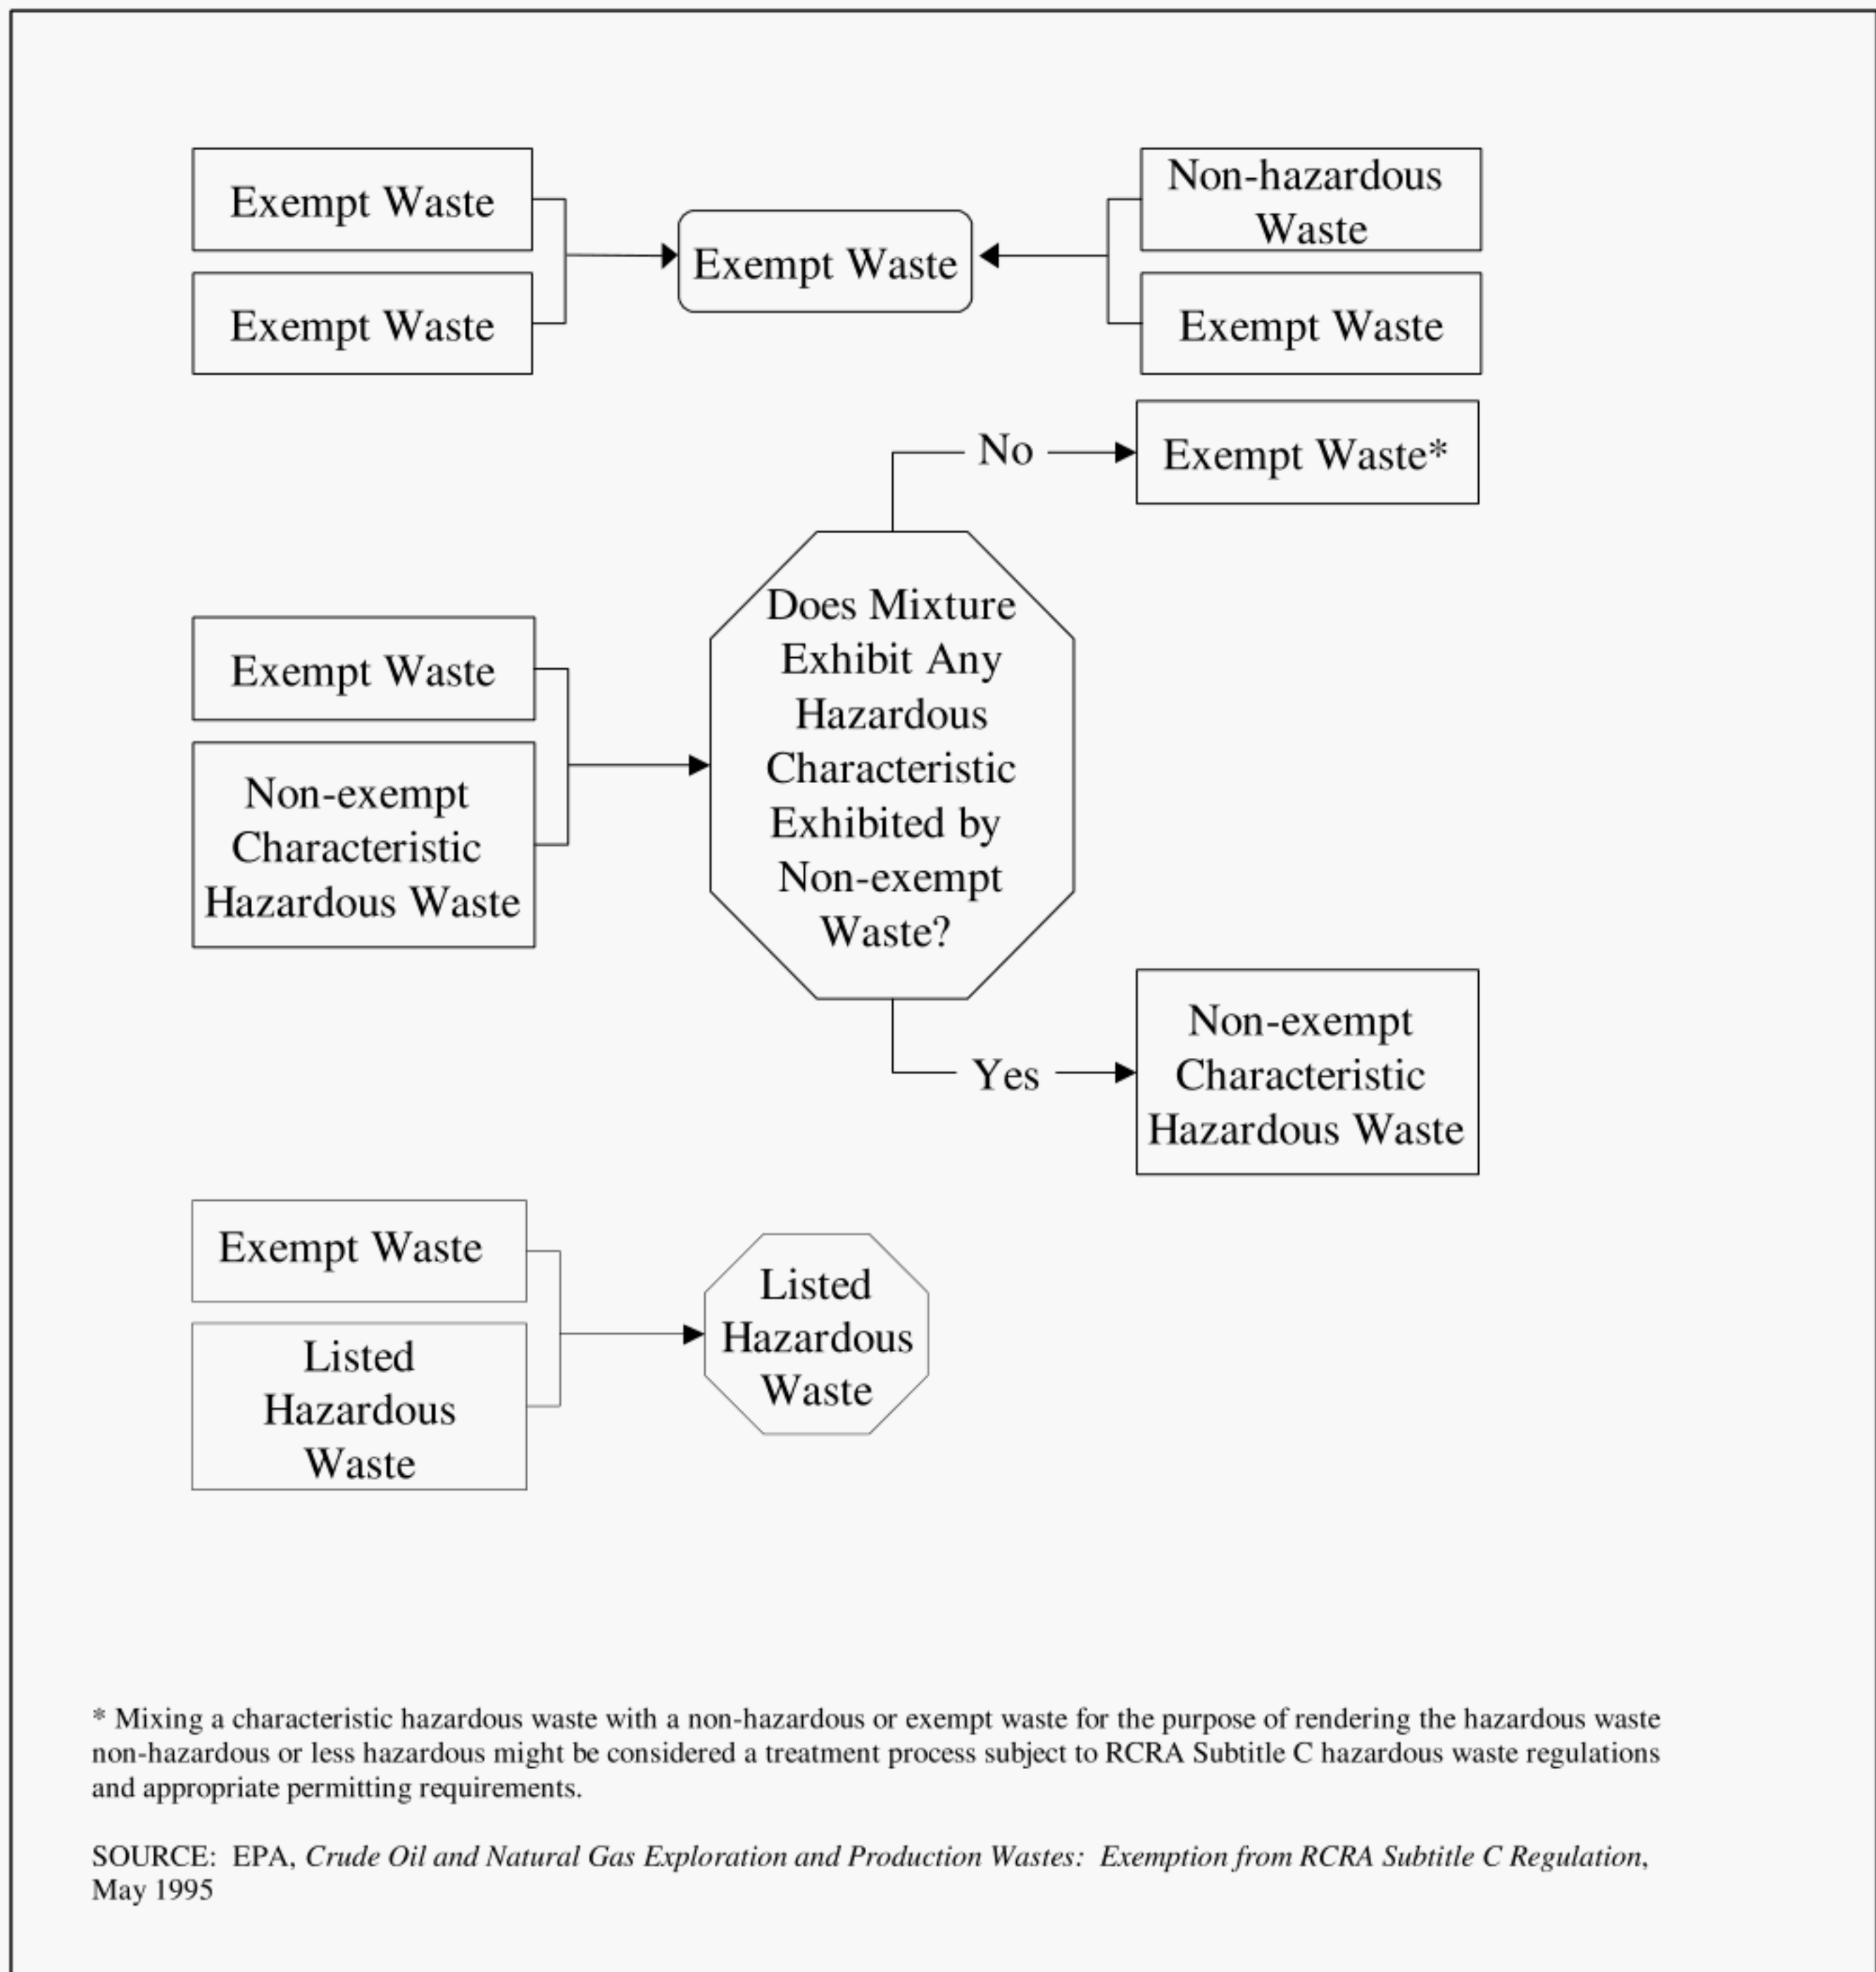 Exempt Waste
Exempt Waste
Exempt Waste
Non-hazardous
Waste
Exempt Waste
No
Exempt Waste*
Exempt Waste
Non-exempt
Characteristic
Hazardous Waste
Does Mixture
Exhibit Any
Hazardous
Characteristic
Exhibited by
Non-exempt
Waste?
Yes
Non-exempt
Characteristic
Hazardous Waste
Exempt Waste
Listed
Hazardous
Waste
Listed
Hazardous
Waste
* Mixing a characteristic hazardous waste with a non-hazardous or exempt waste for the purpose of rendering the hazardous waste
non-hazardous or less hazardous might be considered a treatment process subject to RCRA Subtitle C hazardous waste regulations
and appropriate permitting requirements.
SOURCE: EPA, Crude Oil and Natural Gas Exploration and Production Wastes: Exemption from RCRA Subtitle C Regulation,
May 1995